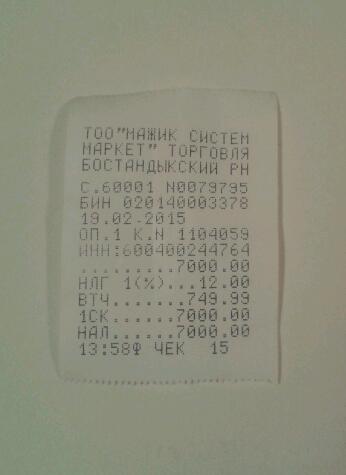 ТОО"МАЖИК СИСТЕМ
МАРКЕТ" ТОРГОВЛЯ
БОСТАНДЫКСКИЙ РН
С.60001 N0079795
БИН 020140003378
19.02-2015
ОП.1 К.N 1104059
ИНН:600400244764
.........7000.00
НЛГ 1(%)...12.00
ВТЧ.......749.99
1СК......7000.00
НАЛ......7000.00
13:58Ф ЧЕК 15